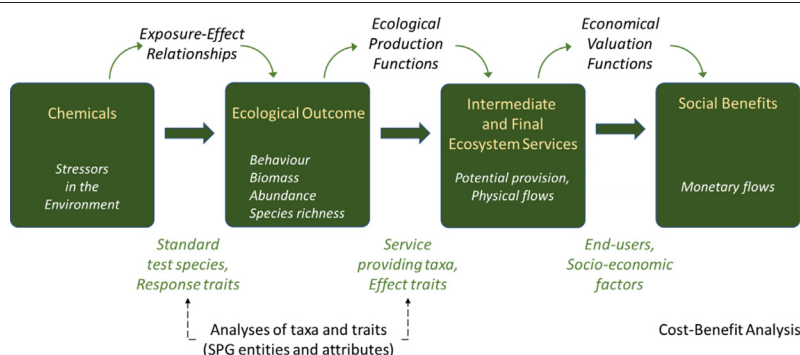 Exposure-Effect
Relationships
Ecological
Production
Functions
Economical
Valuation
Functions
Chemicals
Stressors
in the
Environment
Ecological Outcome
Behaviour
Biomass
Abundance
Species richness
Intermediate
and Final
Ecosystem Services
Potential provision,
Physical flows
Social Benefits
Monetary flows
Standard
test species,
Response traits
Service
providing taxa,
Effect traits
End-users,
Socio-economic
factors
Analyses of taxa and traits
(SPG entities and attributes)
Cost-Benefit Analysis